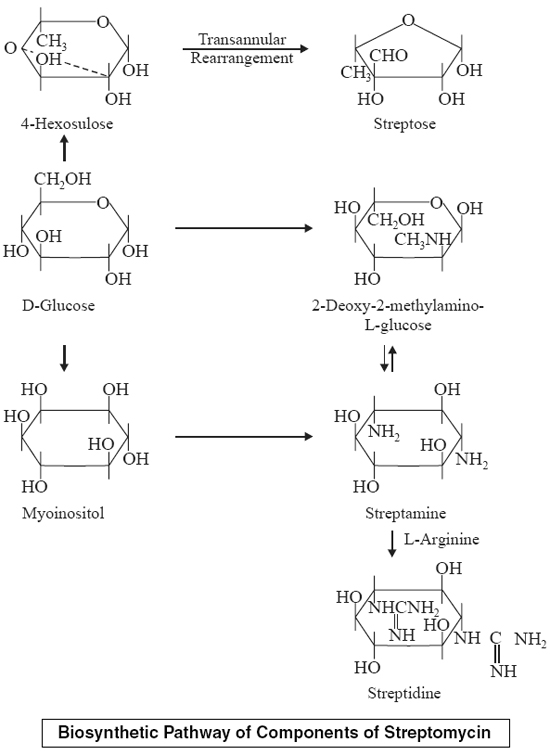 O
CH3
O
OH
OH
OH
4-Hexosulose
Transannular
Rearrangement
O
CHO
CH3
OH
HO
OH
Streptose
CH2OH
O
OH
HO
OH
OH
D-Glucose
HO
O
OH
CH2OH
CH3NH
HO
2-Deoxy-2-methylamino-
L-glucose
HO
OH
HO
HO
OH
HO
Myoinositol
OH
HO
NH2
HO
NH2
HO
Streptamine
L-Arginine
OH
HO
NHCNH2
NH
HO
NH C NH2
NH
HO
Streptidine
Biosynthetic Pathway of Components of Streptomycin